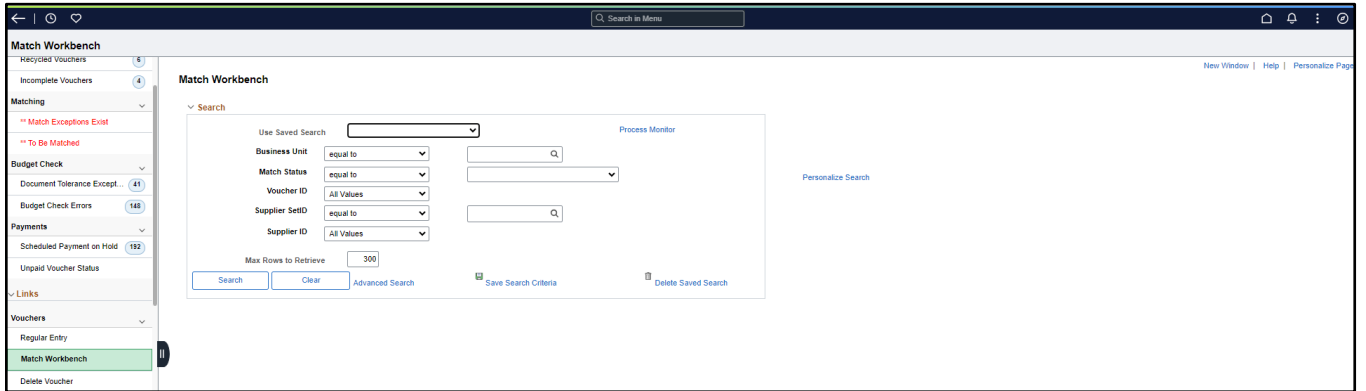 Search in Menu
Match Workbench
Recycled Vouchers 6
Incomplete Vouchers 4
Matching
** Match Exceptions Exist
** To Be Matched
Budget Check
Document Tolerance Except... 41
Budget Check Errors 148
Payments
Scheduled Payment on Hold 192
Unpaid Voucher Status
Links
Vouchers
Regular Entry
Match Workbench
Delete Voucher
New Window | Help | Personalize Page
Match Workbench
Search
Use Saved Search Process Monitor
Business Unit equal to
Match Status equal to
Personalize Search
Voucher ID All Values
Supplier SetID equal to
Supplier ID All Values
Max Rows to Retrieve 300
Search Clear Advanced Search Save Search Criteria Delete Saved Search